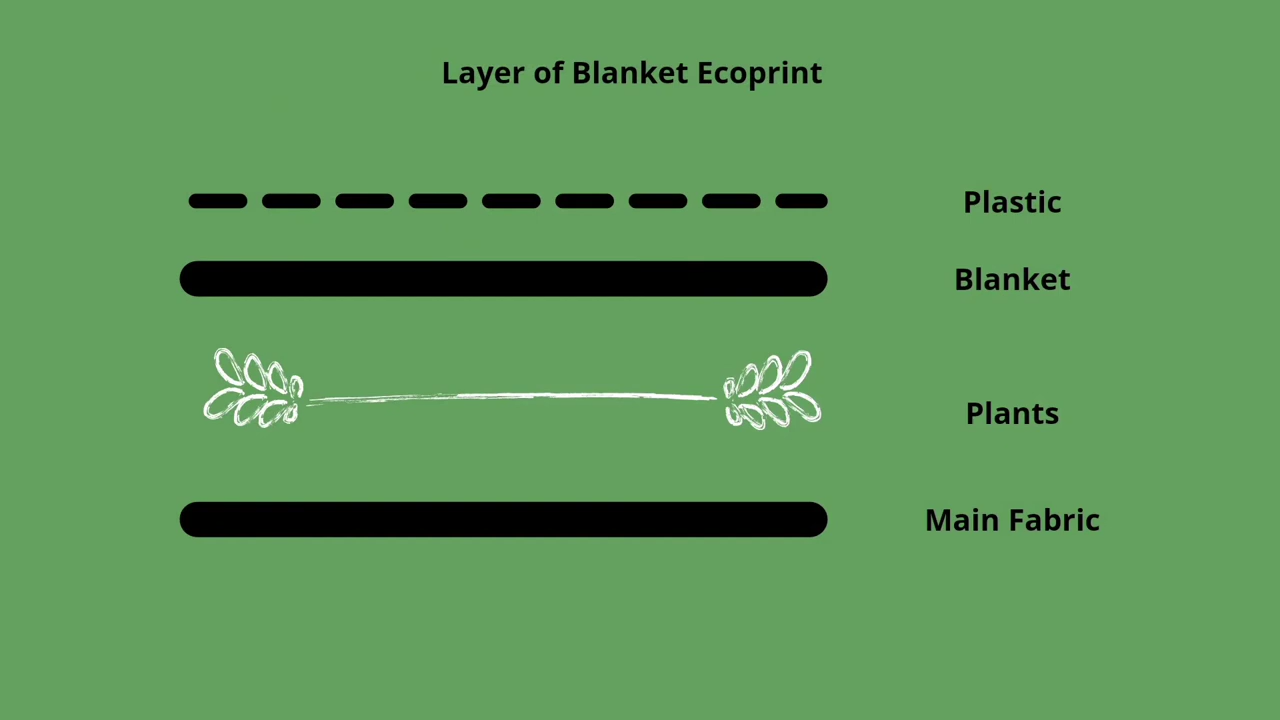 Layer of Blanket Ecoprint
Plastic
Blanket
Plants
Main Fabric